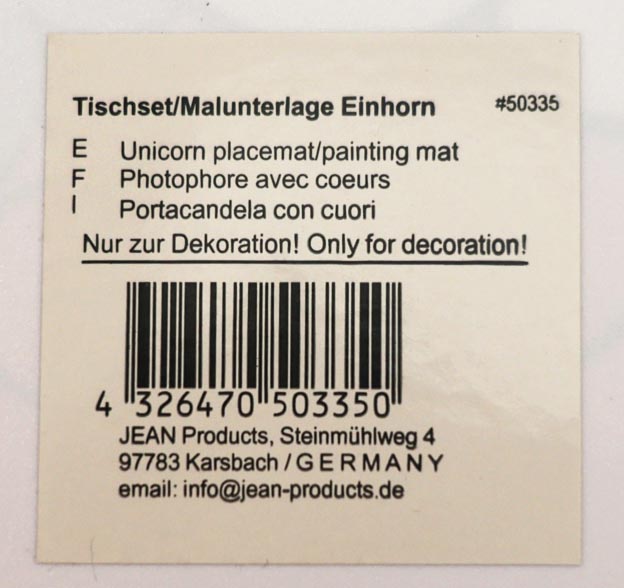 Tischset/Malunterlage Einhorn #50335
E Unicorn placemat/painting mat
F Photophore avec coeurs
I Portacandela con cuori
Nur zur Dekoration! Only for decoration!
4 326470 503350
JEAN Products, Steinmühlweg 4
97783 Karsbach / GERMANY
email: info@jean-products.de